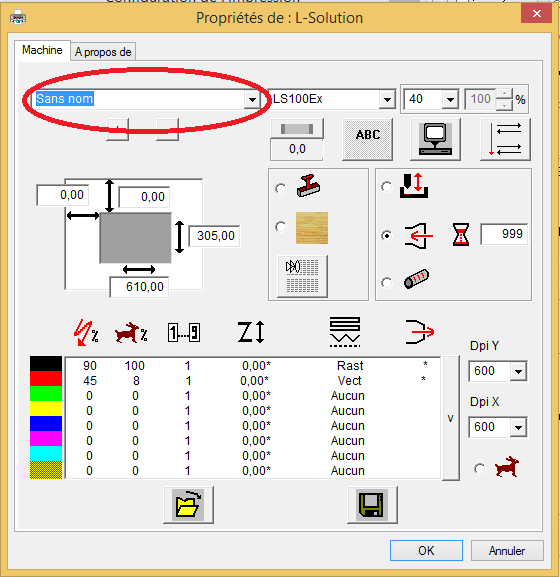 Configuration de l'impression
Propriétés de : L-Solution
Machine
A propos de
Sans nom
LS100Ex
40
100 %
+ -
0,0
ABC
0,00
0,00
305,00
610,00
999
% % 1...9 Z
Dpi Y
600
Dpi X
600
90 100 1 0,00* Rast *
45 8 1 0,00* Vect *
0 0 1 0,00* Aucun
0 0 1 0,00* Aucun
0 0 1 0,00* Aucun
0 0 1 0,00* Aucun
0 0 1 0,00* Aucun
0 0 1 0,00* Aucun
v
OK
Annuler